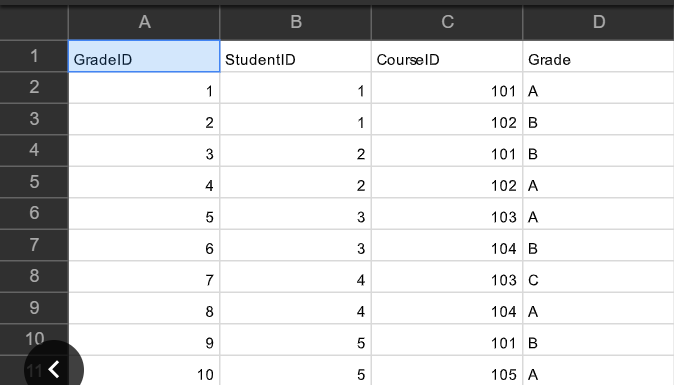 A B C D
1 GradeID StudentID CourseID Grade
2 1 1 101 A
3 2 1 102 B
4 3 2 101 B
5 4 2 102 A
6 5 3 103 A
7 6 3 104 B
8 7 4 103 C
9 8 4 104 A
10 9 5 101 B
11 10 5 105 A